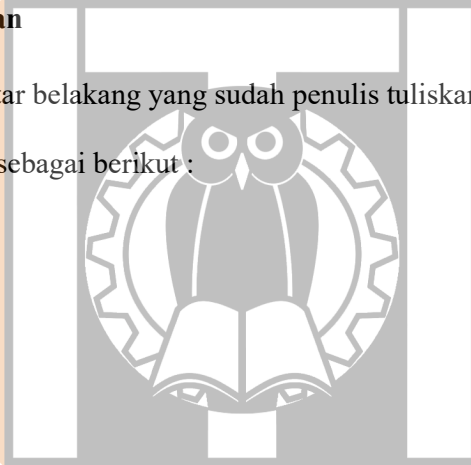 an
tar belakang yang sudah penulis tuliskan
sebagai berikut :